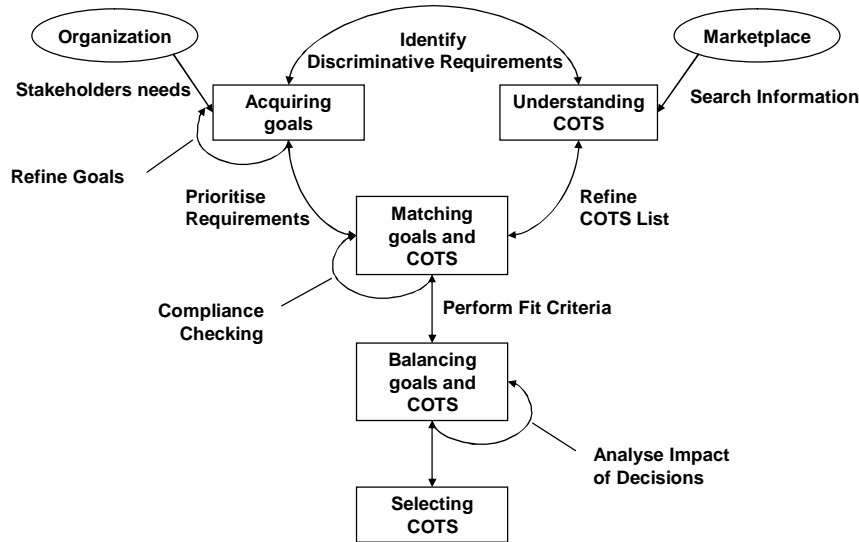 Organization
Identify
Discriminative Requirements
Marketplace
Stakeholders needs
Acquiring
goals
Understanding
COTS
Search Information
Refine Goals
Prioritise
Requirements
Matching
goals and
COTS
Refine
COTS List
Compliance
Checking
Perform Fit Criteria
Balancing
goals and
COTS
Analyse Impact
of Decisions
Selecting
COTS